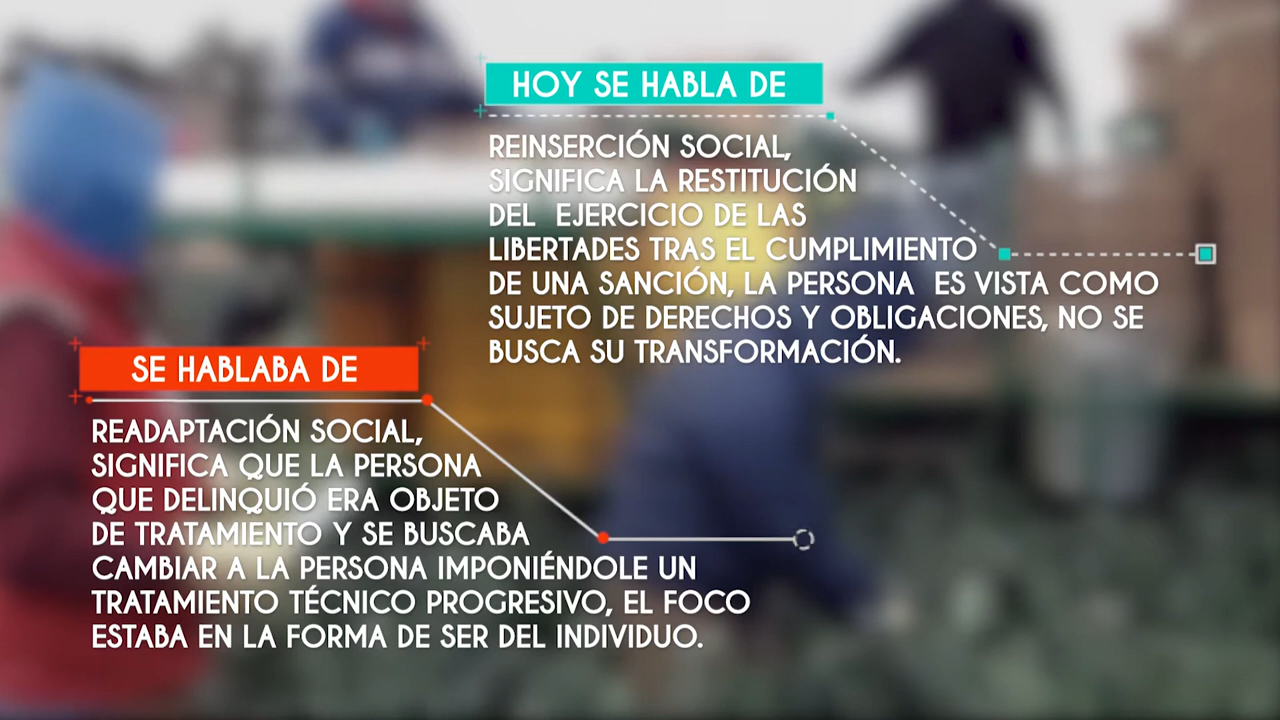 HOY SE HABLA DE
REINSERCIÓN SOCIAL,
SIGNIFICA LA RESTITUCIÓN
DEL EJERCICIO DE LAS
LIBERTADES TRAS EL CUMPLIMIENTO
DE UNA SANCIÓN, LA PERSONA ES VISTA COMO
SUJETO DE DERECHOS Y OBLIGACIONES, NO SE
BUSCA SU TRANSFORMACIÓN.
SE HABLABA DE
READAPTACIÓN SOCIAL,
SIGNIFICA QUE LA PERSONA
QUE DELINQUIÓ ERA OBJETO
DE TRATAMIENTO Y SE BUSCABA
CAMBIAR A LA PERSONA IMPONIÉNDOLE UN
TRATAMIENTO TÉCNICO PROGRESIVO, EL FOCO
ESTABA EN LA FORMA DE SER DEL INDIVIDUO.